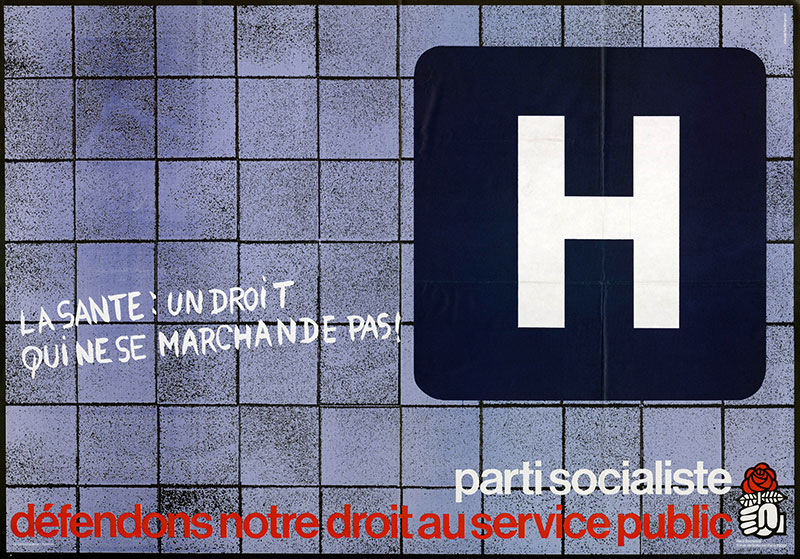 H
LA SANTE : UN DROIT
QUI NE SE MARCHANDE PAS !
parti socialiste
défendons notre droit au service public